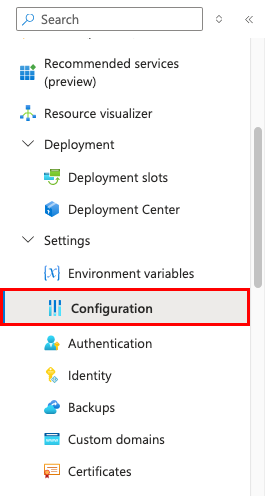 Search
Recommended services
(preview)
Resource visualizer
Deployment
Deployment slots
Deployment Center
Settings
Environment variables
Configuration
Authentication
Identity
Backups
Custom domains
Certificates